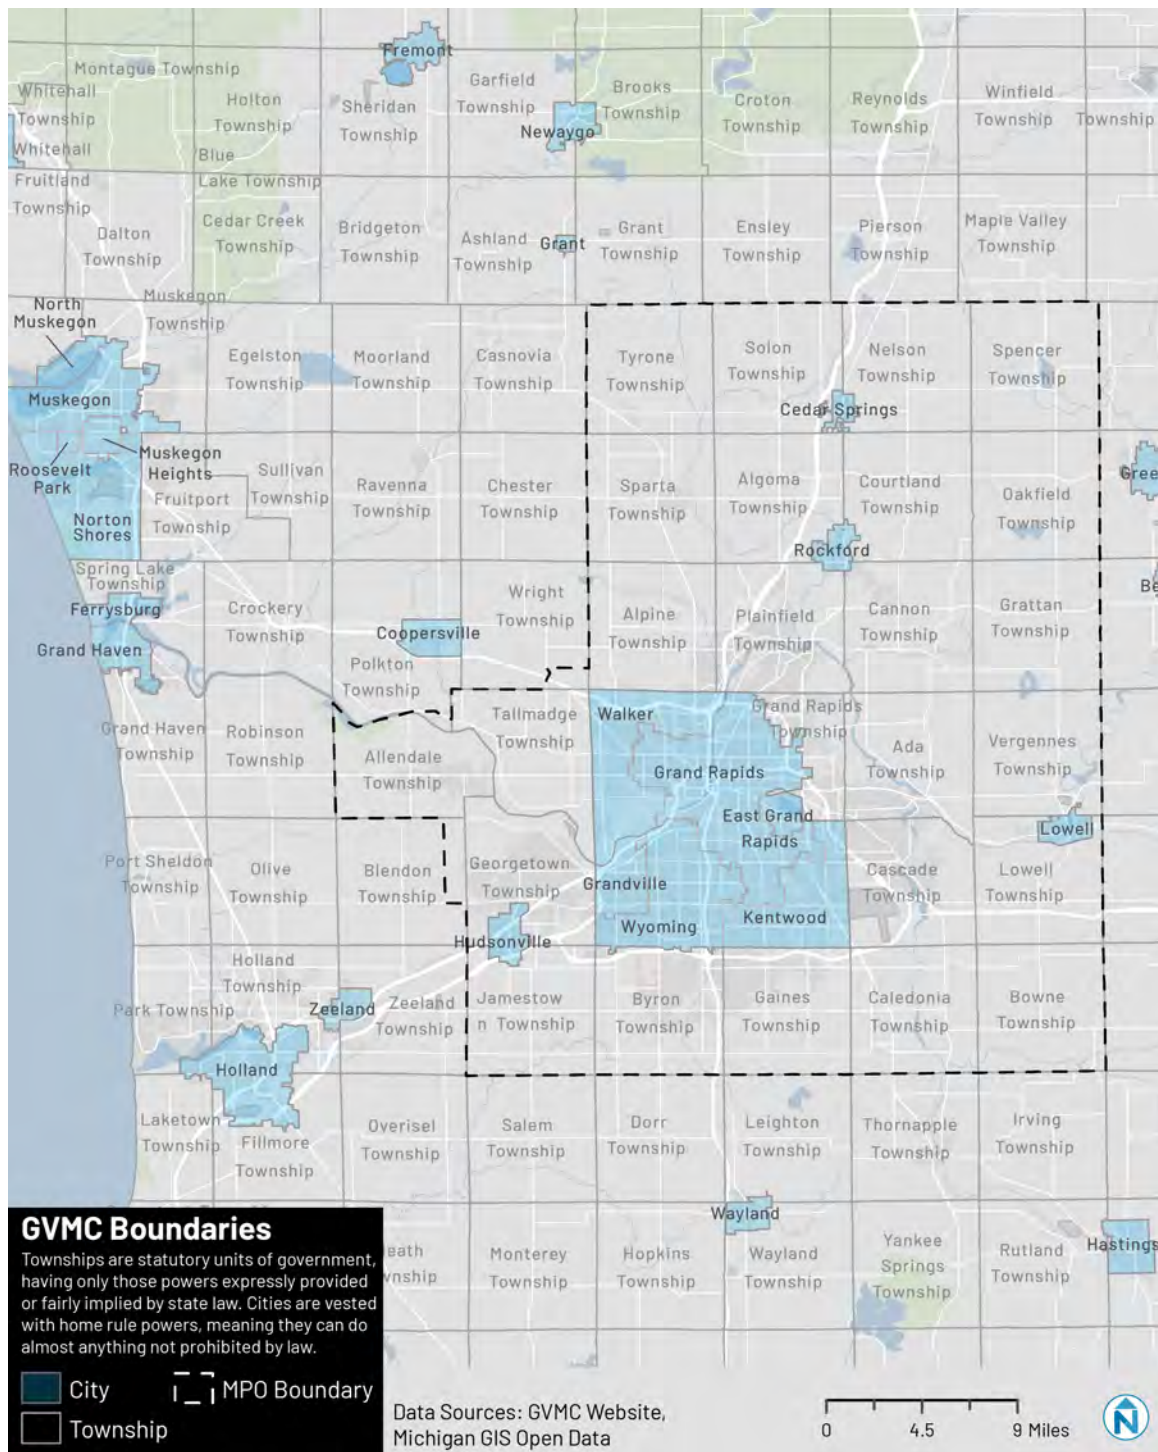 Fremont
Montague Township
Whitehall
Township
Whitehall
Holton
Township
Sheridan
Township
Garfield
Township
Newaygo
Brooks
Township
Croton
Township
Reynolds
Township
Winfield
Township
Township
Blue
Lake Township
Fruitland
Township
Dalton
Township
Cedar Creek
Township
Bridgeton
Township
Ashland
Township
Grant
Grant
Township
Ensley
Township
Pierson
Township
Maple Valley
Township
North
Muskegon
Muskegon
Township
Egelston
Township
Moorland
Township
Casnovia
Township
Tyrone
Township
Solon
Township
Nelson
Township
Spencer
Township
Cedar Springs
Muskegon
Roosevelt
Park
Muskegon
Heights
Fruitport
Township
Sullivan
Township
Ravenna
Township
Chester
Township
Sparta
Township
Algoma
Township
Courtland
Township
Oakfield
Township
Gree
Norton
Shores
Rockford
Spring Lake
Township
Ferrysburg
Grand Haven
Crockery
Township
Coopersville
Wright
Township
Alpine
Township
Plainfield
Township
Cannon
Township
Grattan
Township
Be
Polkton
Township
Grand Haven
Township
Robinson
Township
Allendale
Township
Tallmadge
Township
Walker
Grand Rapids
Township
Grand Rapids
Ada
Township
Vergennes
Township
East Grand
Rapids
Lowell
Port Sheldon
Township
Olive
Township
Blendon
Township
Georgetown
Township
Grandville
Wyoming
Kentwood
Cascade
Township
Lowell
Township
Hudsonville
Holland
Township
Park Township
Zeeland
Zeeland
Township
Jamestow
n Township
Byron
Township
Gaines
Township
Caledonia
Township
Bowne
Township
Holland
Laketown
Township
Fillmore
Township
Overisel
Township
Salem
Township
Dorr
Township
Leighton
Township
Thornapple
Township
Irving
Township
Wayland
eath
wnship
Monterey
Township
Hopkins
Township
Wayland
Township
Yankee
Springs
Township
Rutland
Township
Hastings
GVMC Boundaries
Townships are statutory units of government,
having only those powers expressly provided
or fairly implied by state law. Cities are vested
with home rule powers, meaning they can do
almost anything not prohibited by law.
City
MPO Boundary
Township
Data Sources: GVMC Website,
Michigan GIS Open Data
0 4.5 9 Miles
N